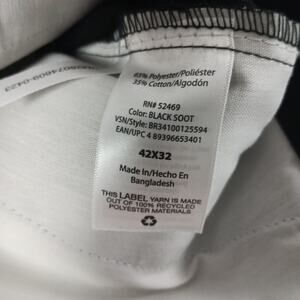 65% Polyester/Poliéster
35% Cotton/Algodón
RN# 52469
Color: BLACK SOOT
VSN/Style: BR34100125594
EAN/UPC 4 89396653401
42X32
Made In/Hecho En
Bangladesh
THIS LABEL YARN IS MADE
OUT OF 100% RECYCLED
POLYESTER MATERIALS